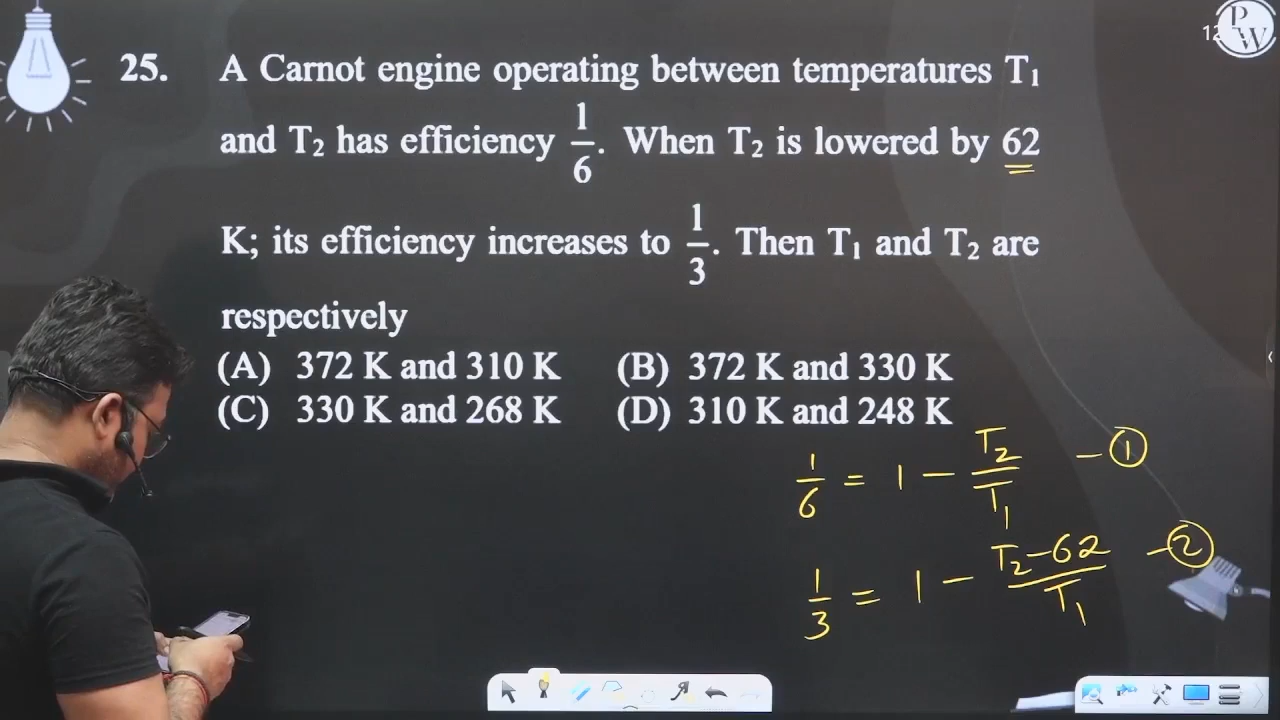 PW
12
25. A Carnot engine operating between temperatures T₁
and T₂ has efficiency 1/6. When T₂ is lowered by 62
K; its efficiency increases to 1/3. Then T₁ and T₂ are
respectively
(A) 372 K and 310 K (B) 372 K and 330 K
(C) 330 K and 268 K (D) 310 K and 248 K
1/6 = 1 - T₂/T₁ - ①
1/3 = 1 - (T₂-62)/T₁ - ②